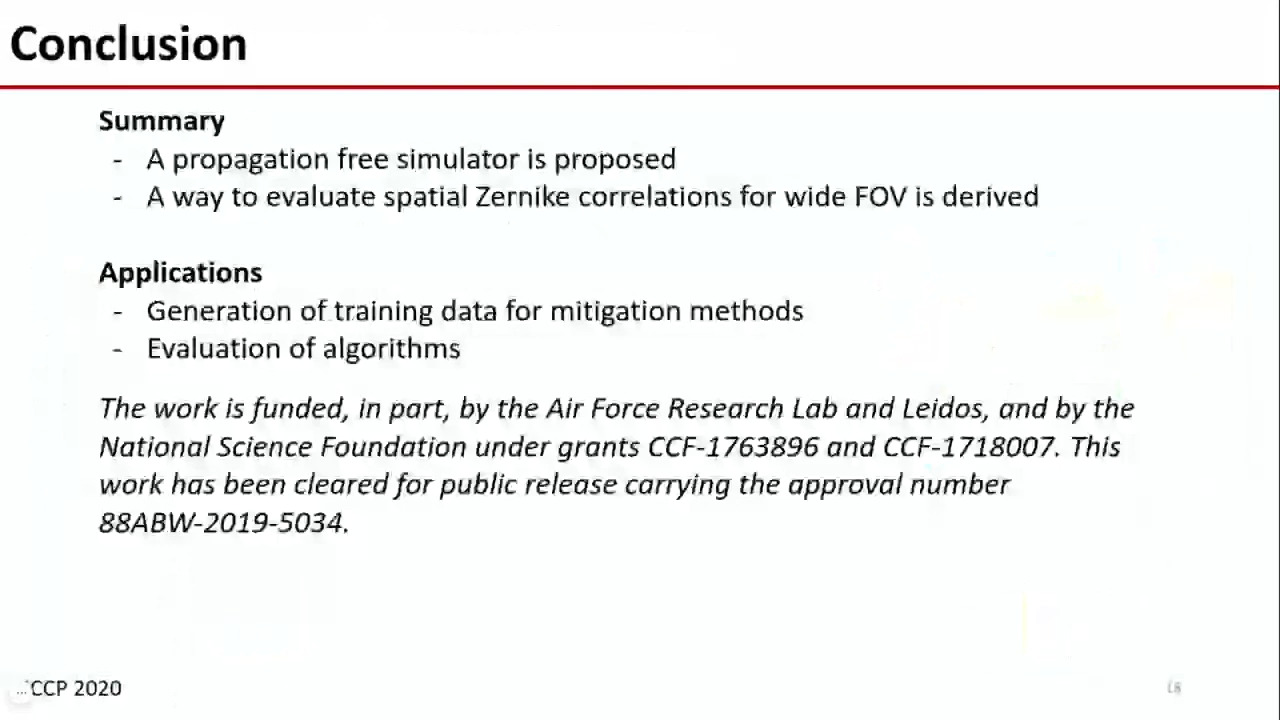 Conclusion
Summary
- A propagation free simulator is proposed
- A way to evaluate spatial Zernike correlations for wide FOV is derived
Applications
- Generation of training data for mitigation methods
- Evaluation of algorithms
The work is funded, in part, by the Air Force Research Lab and Leidos, and by the
National Science Foundation under grants CCF-1763896 and CCF-1718007. This
work has been cleared for public release carrying the approval number
88ABW-2019-5034.
CCP 2020